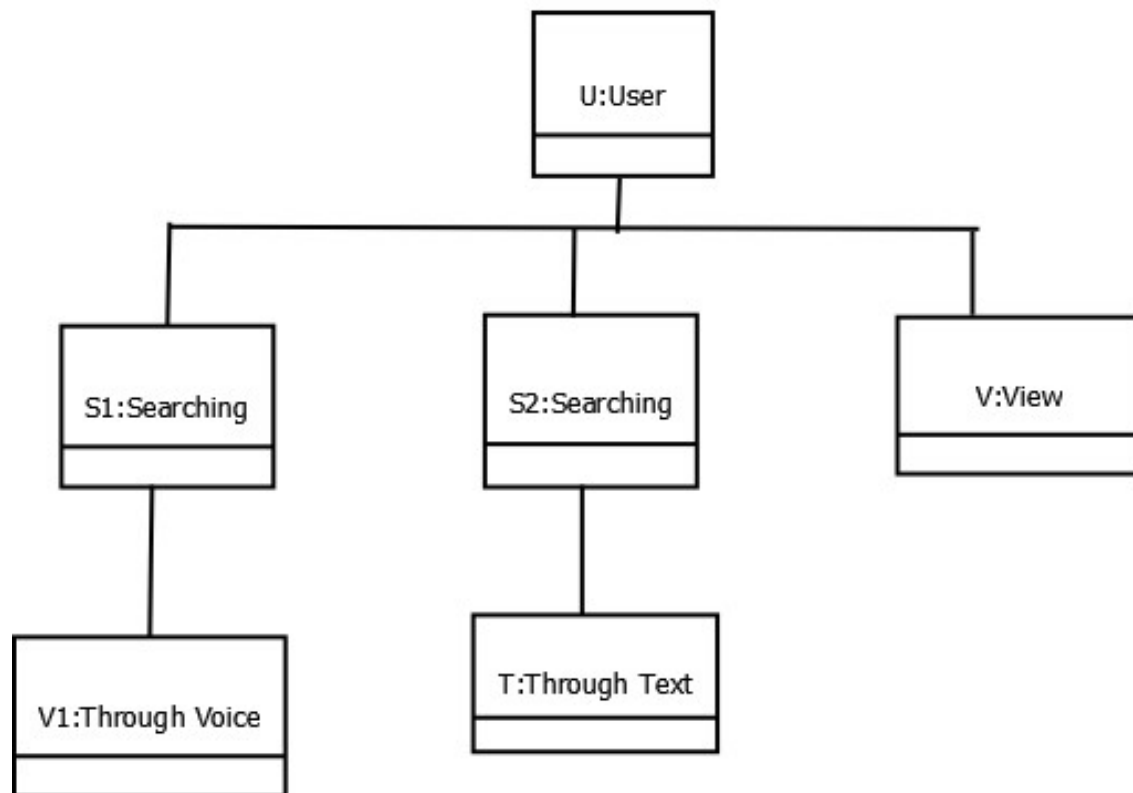 U:User
S1:Searching
S2:Searching
V:View
V1:Through Voice
T:Through Text